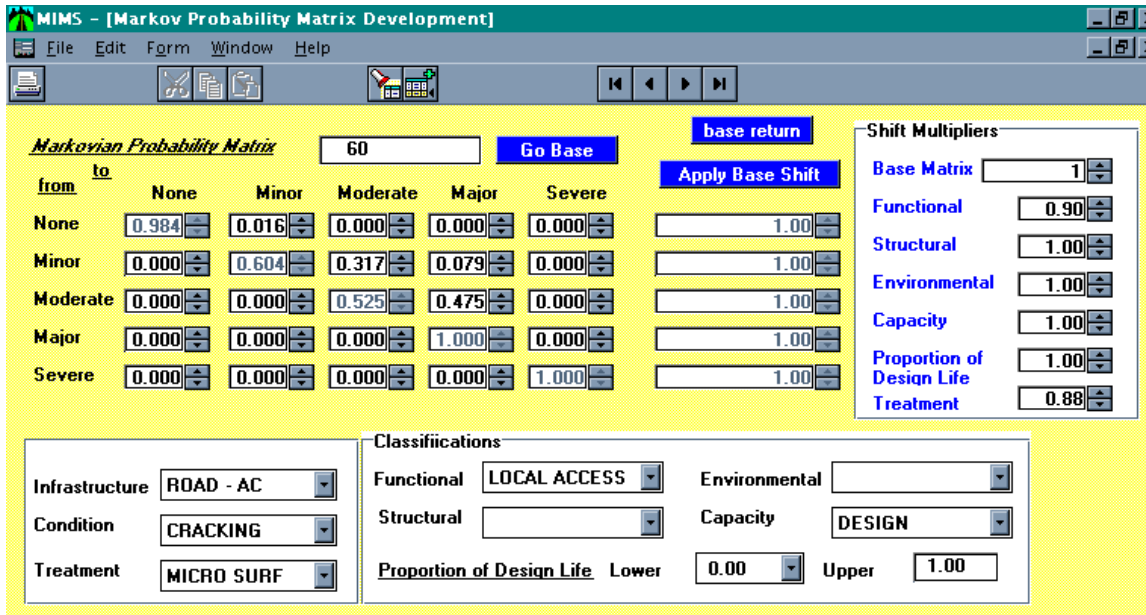 MIMS - [Markov Probability Matrix Development]
File Edit Form Window Help
Markovian Probability Matrix 60 Go Base base return
to
from
None Minor Moderate Major Severe Apply Base Shift
None 0.984 0.016 0.000 0.000 0.000 1.00
Minor 0.000 0.604 0.317 0.079 0.000 1.00
Moderate 0.000 0.000 0.525 0.475 0.000 1.00
Major 0.000 0.000 0.000 1.000 0.000 1.00
Severe 0.000 0.000 0.000 0.000 1.000 1.00
Shift Multipliers
Base Matrix 1
Functional 0.90
Structural 1.00
Environmental 1.00
Capacity 1.00
Proportion of
Design Life 1.00
Treatment 0.88
Infrastructure ROAD - AC
Condition CRACKING
Treatment MICRO SURF
Classifiications
Functional LOCAL ACCESS Environmental
Structural Capacity DESIGN
Proportion of Design Life Lower 0.00 Upper 1.00